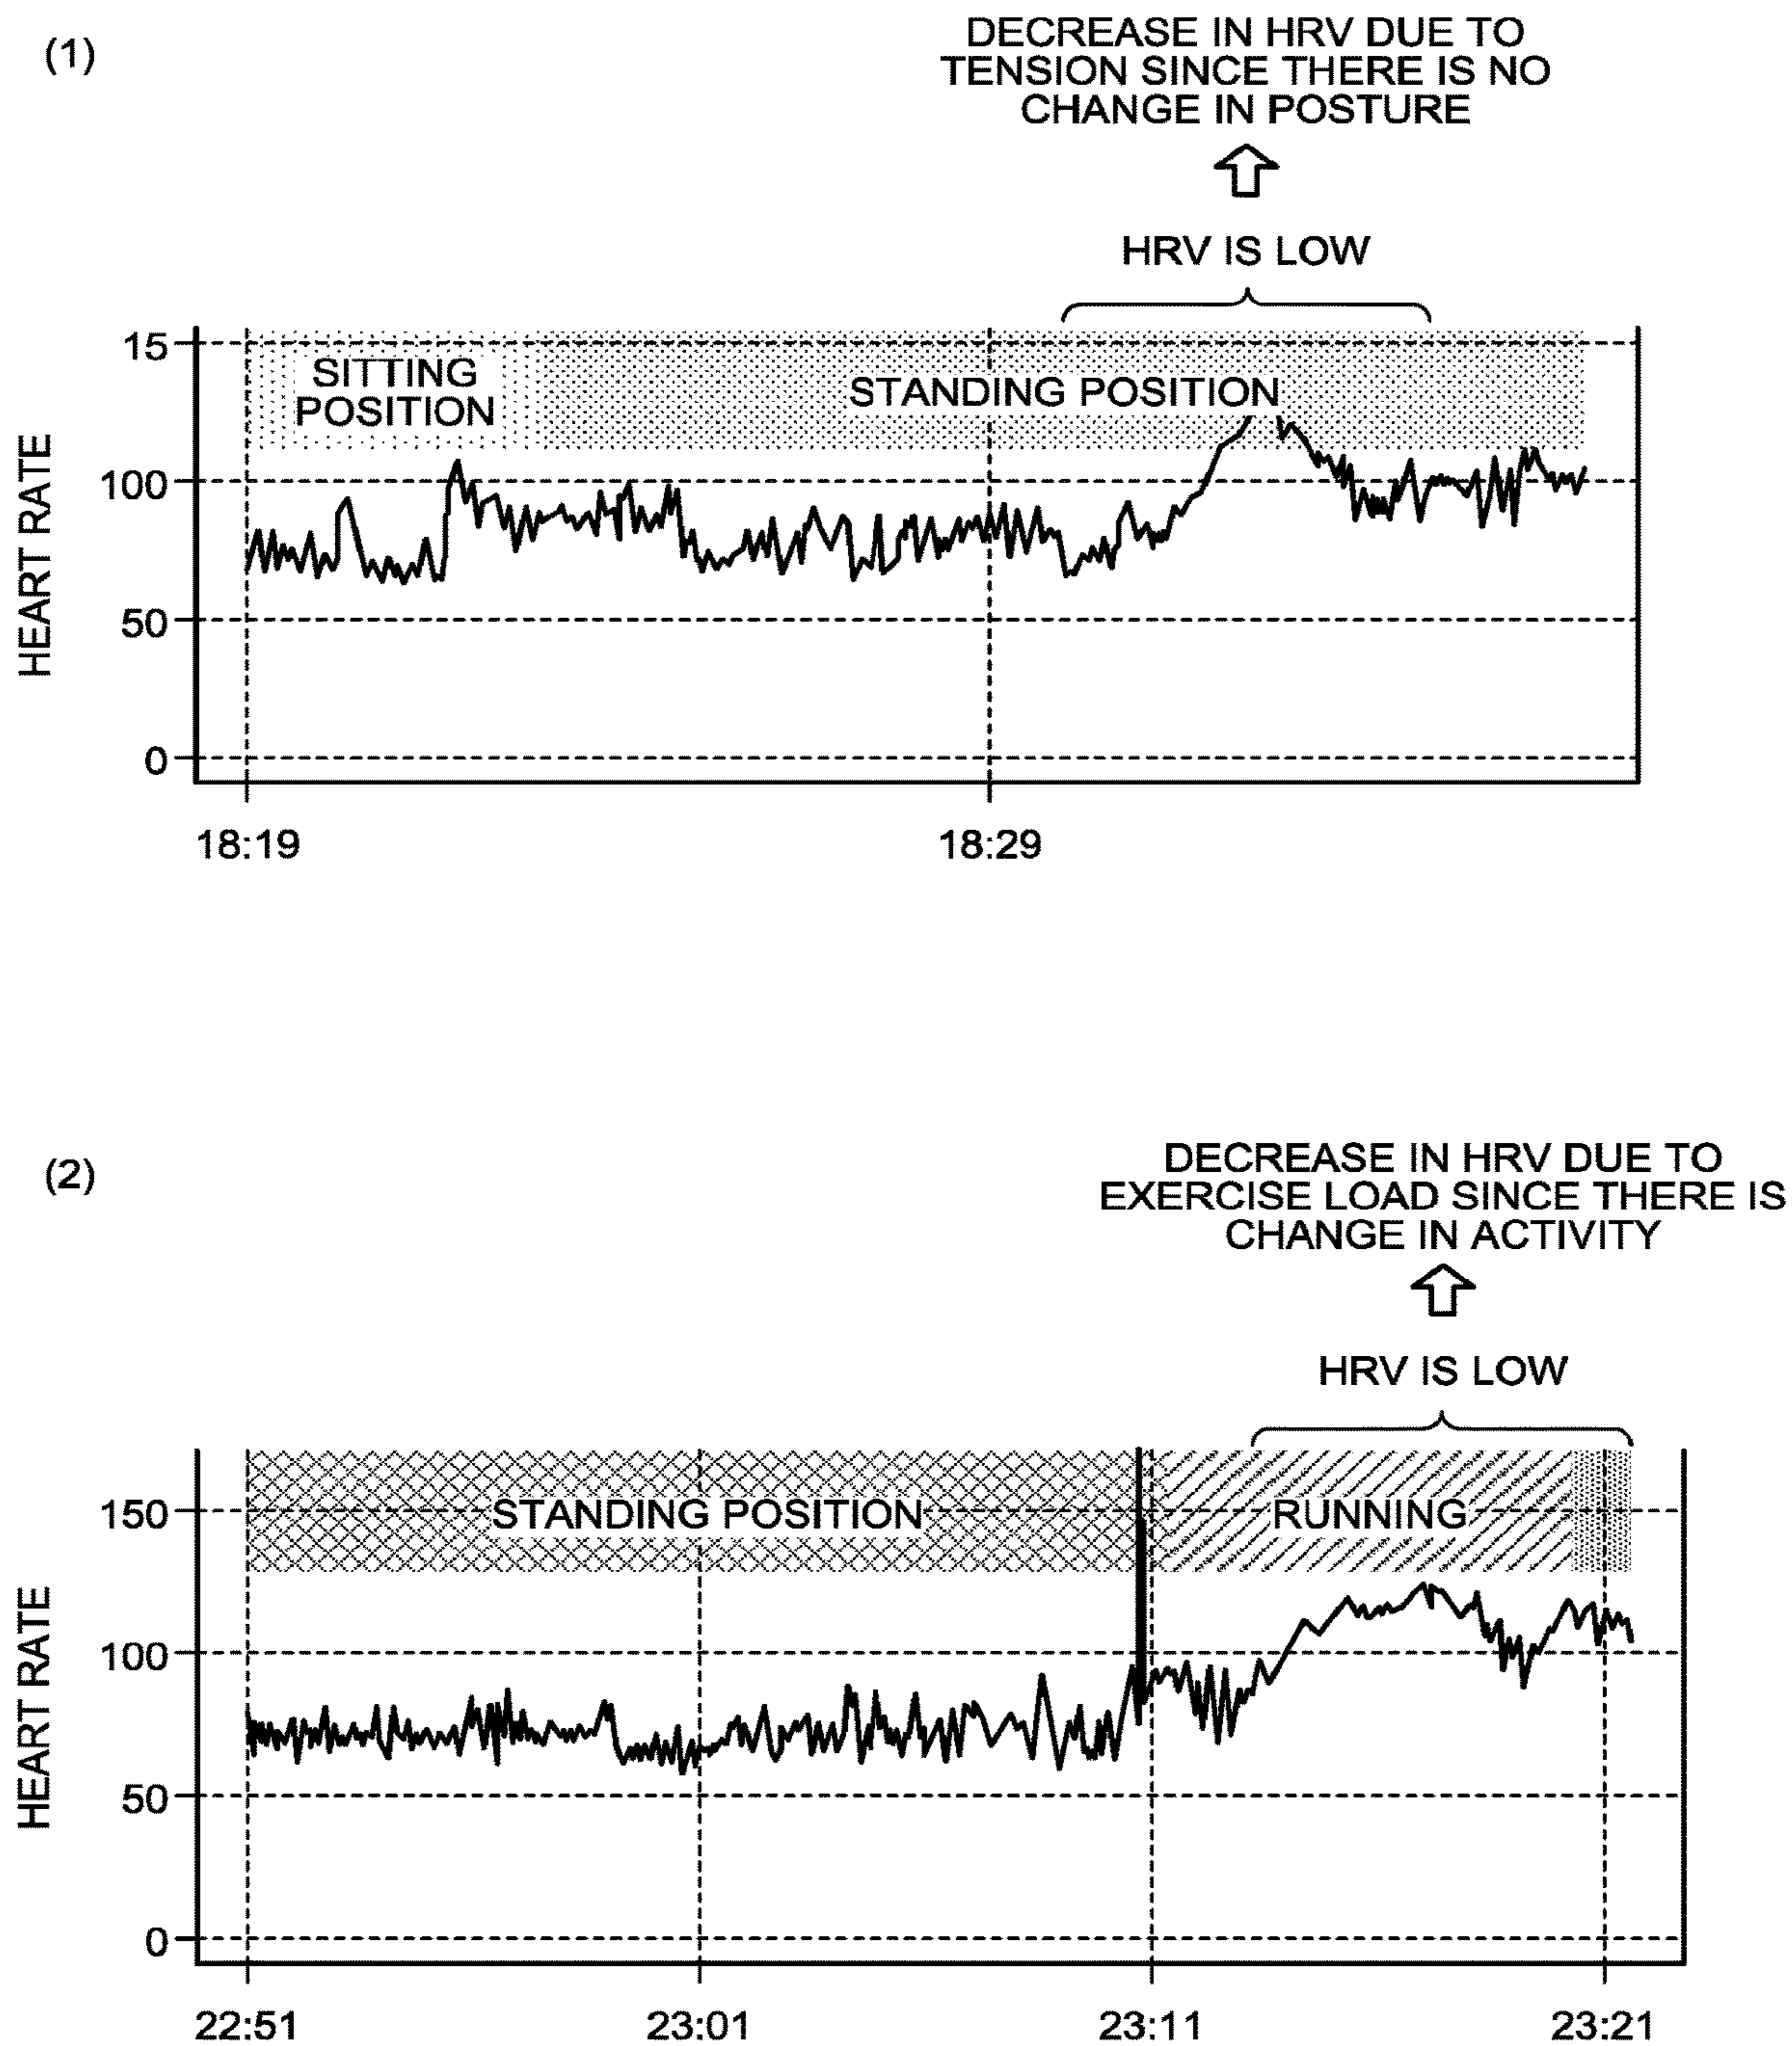 (1)
DECREASE IN HRV DUE TO
TENSION SINCE THERE IS NO
CHANGE IN POSTURE
HRV IS LOW
15
SITTING
POSITION
STANDING POSITION
100
50
0
HEART RATE
18:19
18:29
(2)
DECREASE IN HRV DUE TO
EXERCISE LOAD SINCE THERE IS
CHANGE IN ACTIVITY
HRV IS LOW
150
STANDING POSITION
RUNNING
100
50
0
HEART RATE
22:51
23:01
23:11
23:21